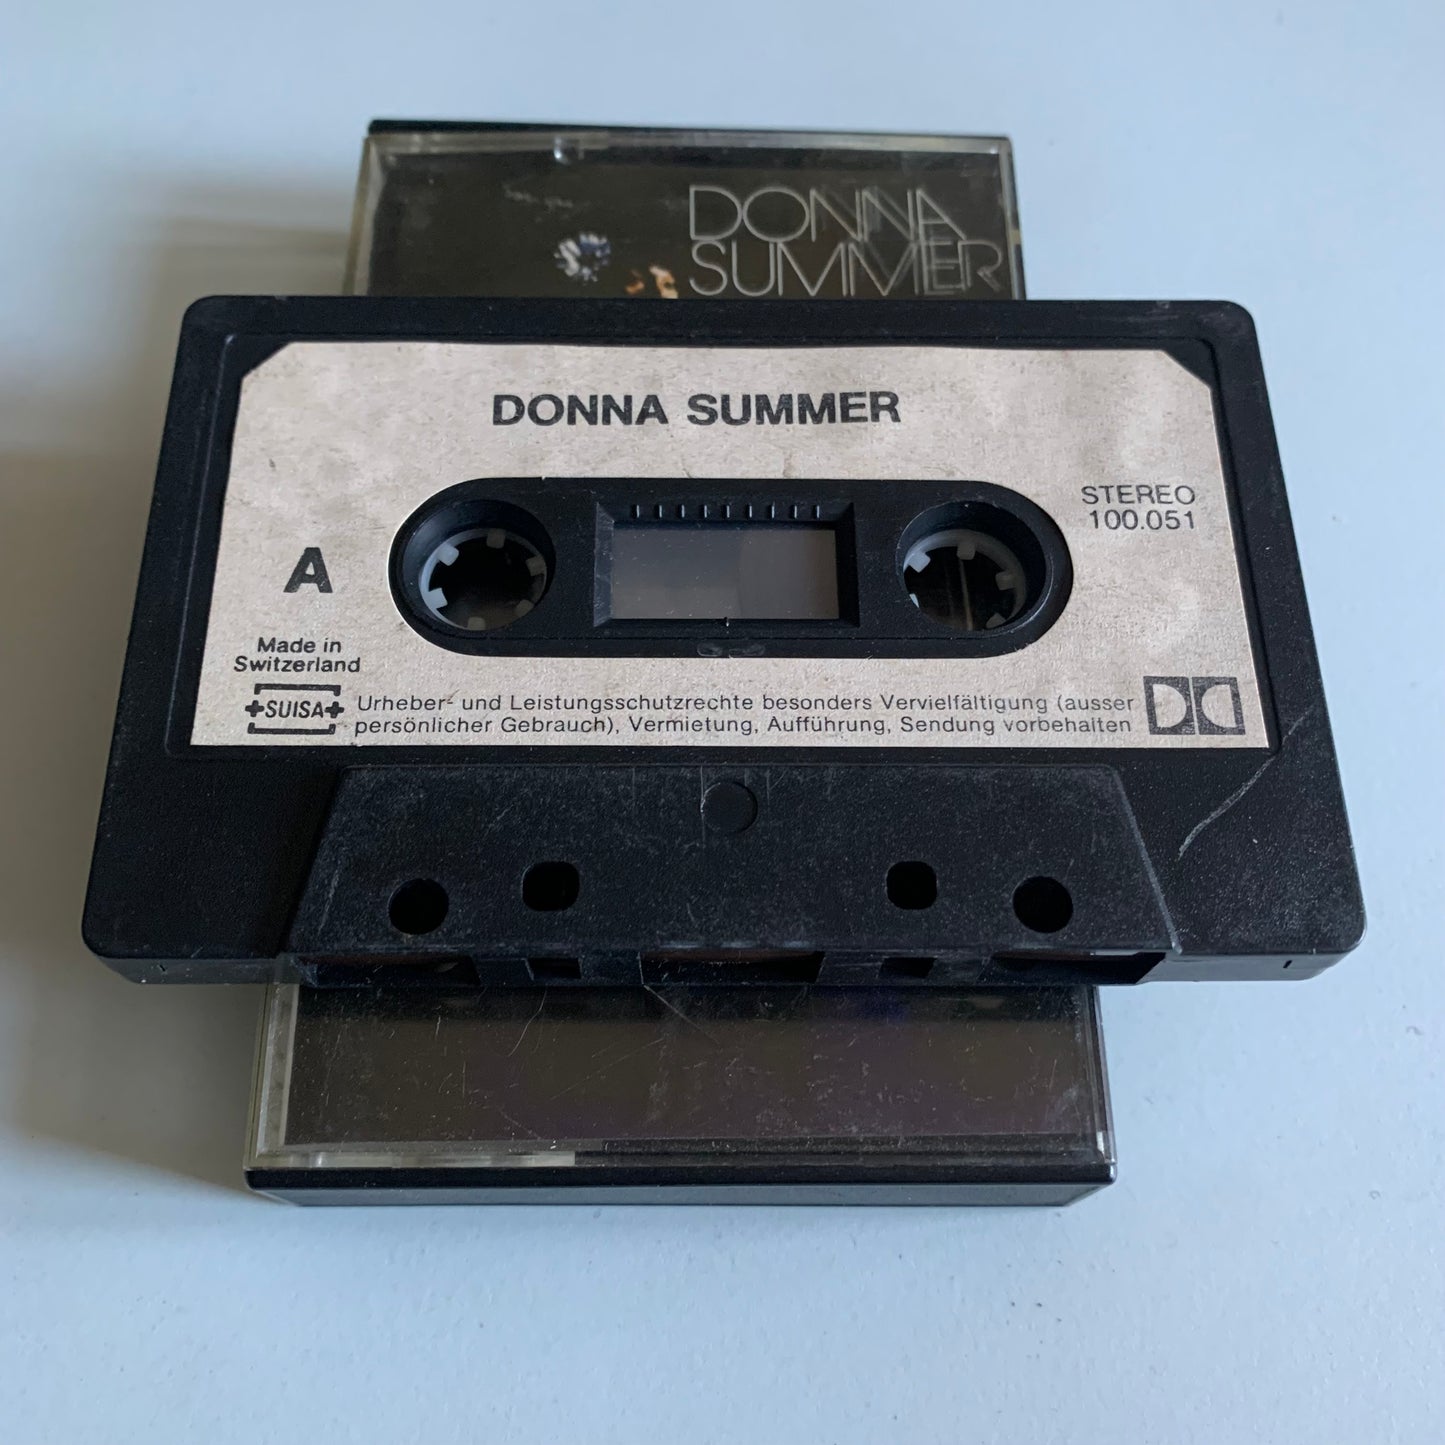 DONNA
SUMMER
DONNA SUMMER
STEREO
100.051
A
Made in
Switzerland
SUISA
Urheber- und Leistungsschutzrechte besonders Vervielfältigung (ausser
persönlicher Gebrauch), Vermietung, Aufführung, Sendung vorbehalten